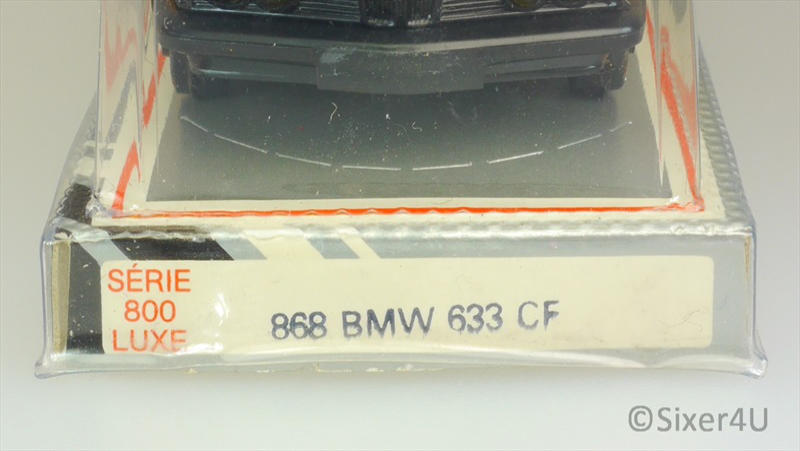 SÉRIE
800
LUXE
868 BMW 633 CF
©Sixer4U